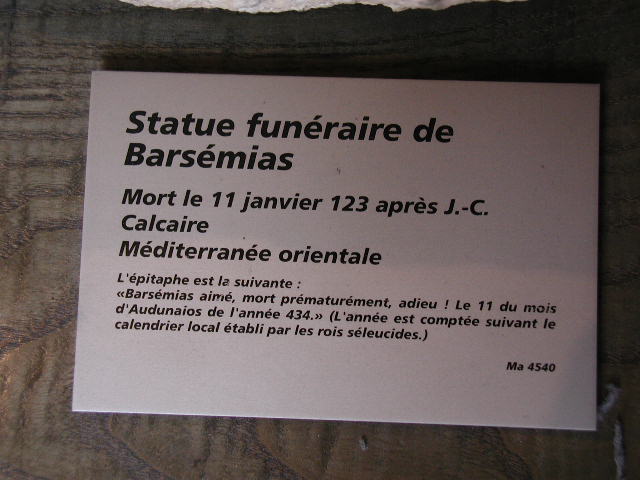 Statue funéraire de
Barsémias
Mort le 11 janvier 123 après J.-C.
Calcaire
Méditerranée orientale
L'épitaphe est la suivante :
«Barsémias aimé, mort prématurément, adieu ! Le 11 du mois
d'Audunaios de l'année 434.» (L'année est comptée suivant le
calendrier local établi par les rois séleucides.)
Ma 4540